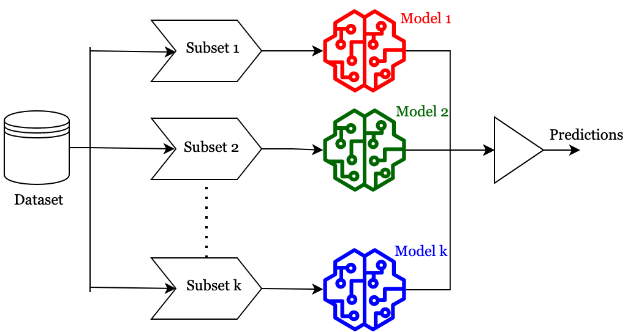 Subset 1
Model 1
Dataset
Subset 2
Model 2
Predictions
Subset k
Model k